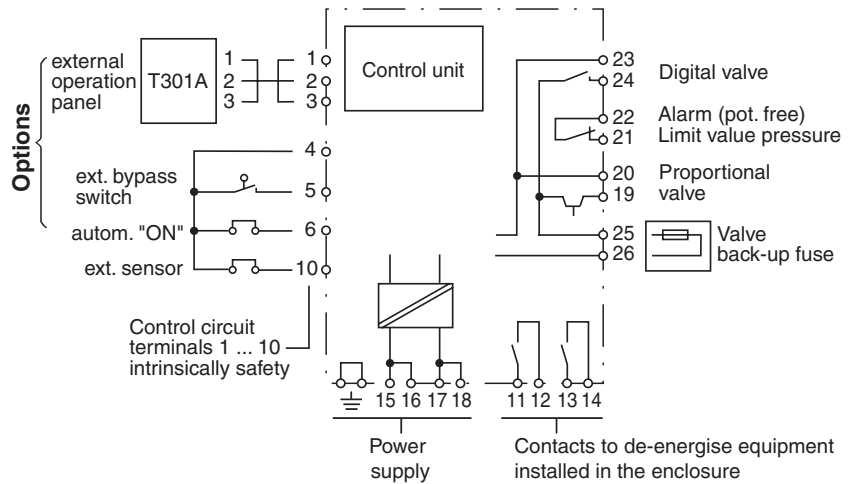 Options
external
operation
panel
T301A
1
2
3
1
2
3
Control unit
23
24
Digital valve
22
21
Alarm (pot. free)
Limit value pressure
4
ext. bypass
switch
5
20
19
Proportional
valve
autom. "ON"
6
25
26
Valve
back-up fuse
ext. sensor
10
Control circuit
terminals 1 ... 10
intrinsically safety
15 16 17 18
11 12 13 14
Power
supply
Contacts to de-energise equipment
installed in the enclosure